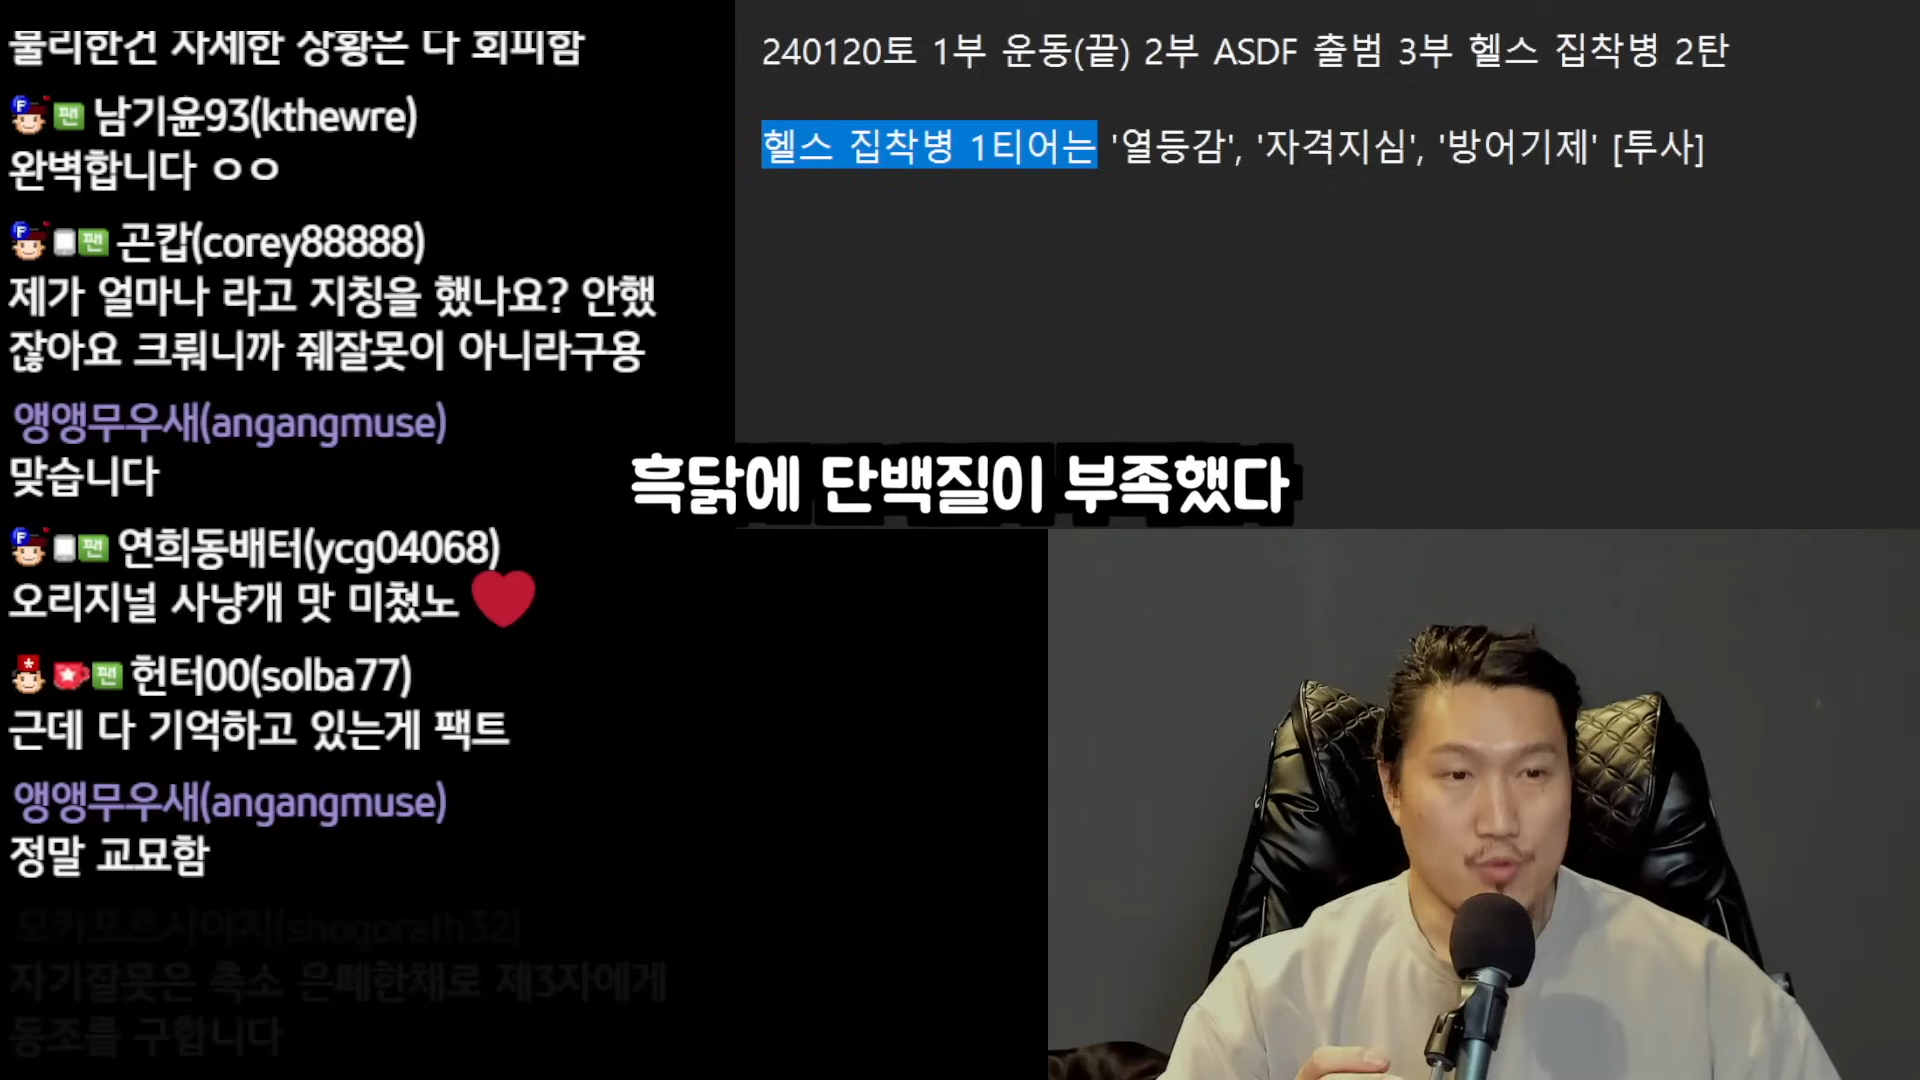 불리한건 자세한 상황은 다 회피함
남기윤93(kthewre)
완벽합니다 ㅇㅇ
곤캅(corey88888)
제가 얼마나 라고 지칭을 했나요? 안했
잖아요 크뤄니까 줴잘못이 아니라구용
앵앵무우새(angangmuse)
맞습니다
연희동배터(ycg04068)
오리지널 사냥개 맛 미쳤노
헌터00(solba77)
근데 다 기억하고 있는게 팩트
앵앵무우새(angangmuse)
정말 교묘함
모카포트사야지(shogorath32)
자기잘못은 축소 은폐한채로 제3자에게
동조를 구합니다
240120토 1부 운동(끝) 2부 ASDF 출범 3부 헬스 집착병 2탄
헬스 집착병 1티어는 '열등감', '자격지심', '방어기제' [투사]
흑닭에 단백질이 부족했다